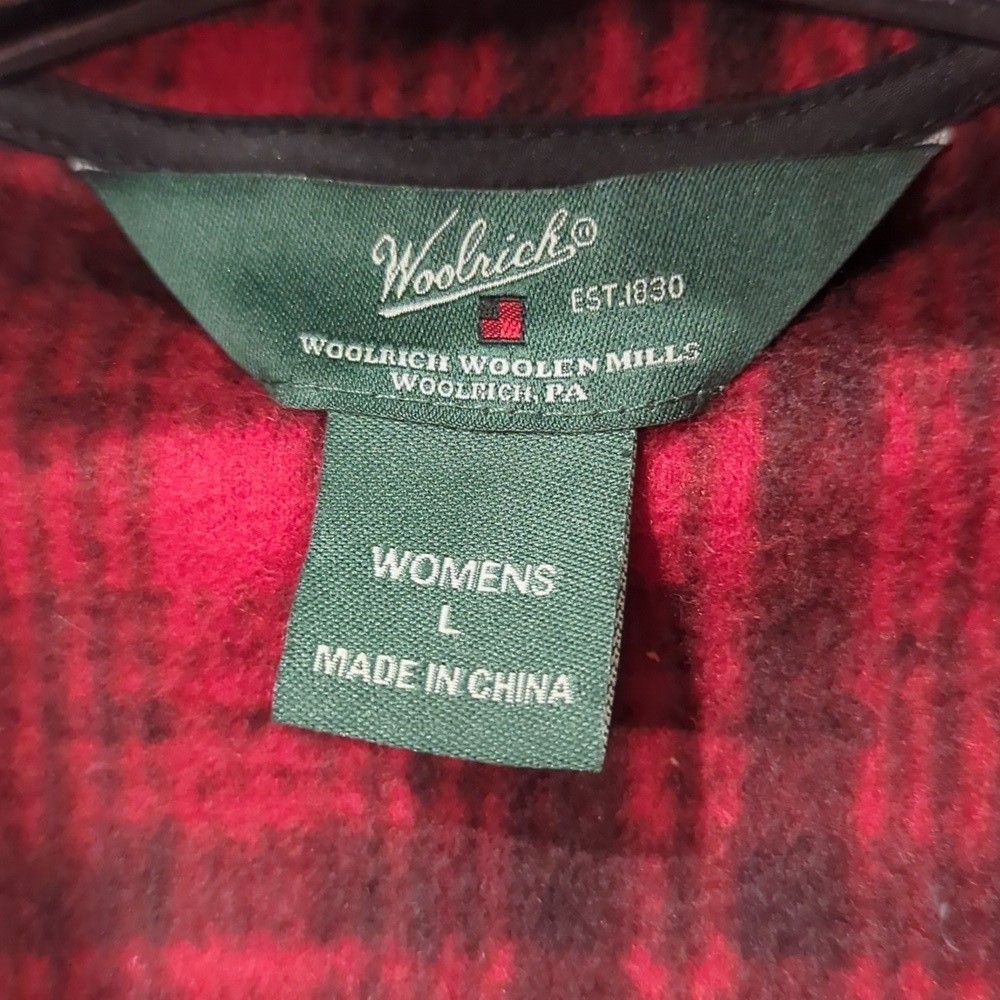 Woolrich®
EST.1830
WOOLRICH WOOLEN MILLS
WOOLRICH, PA
WOMENS
L
MADE IN CHINA